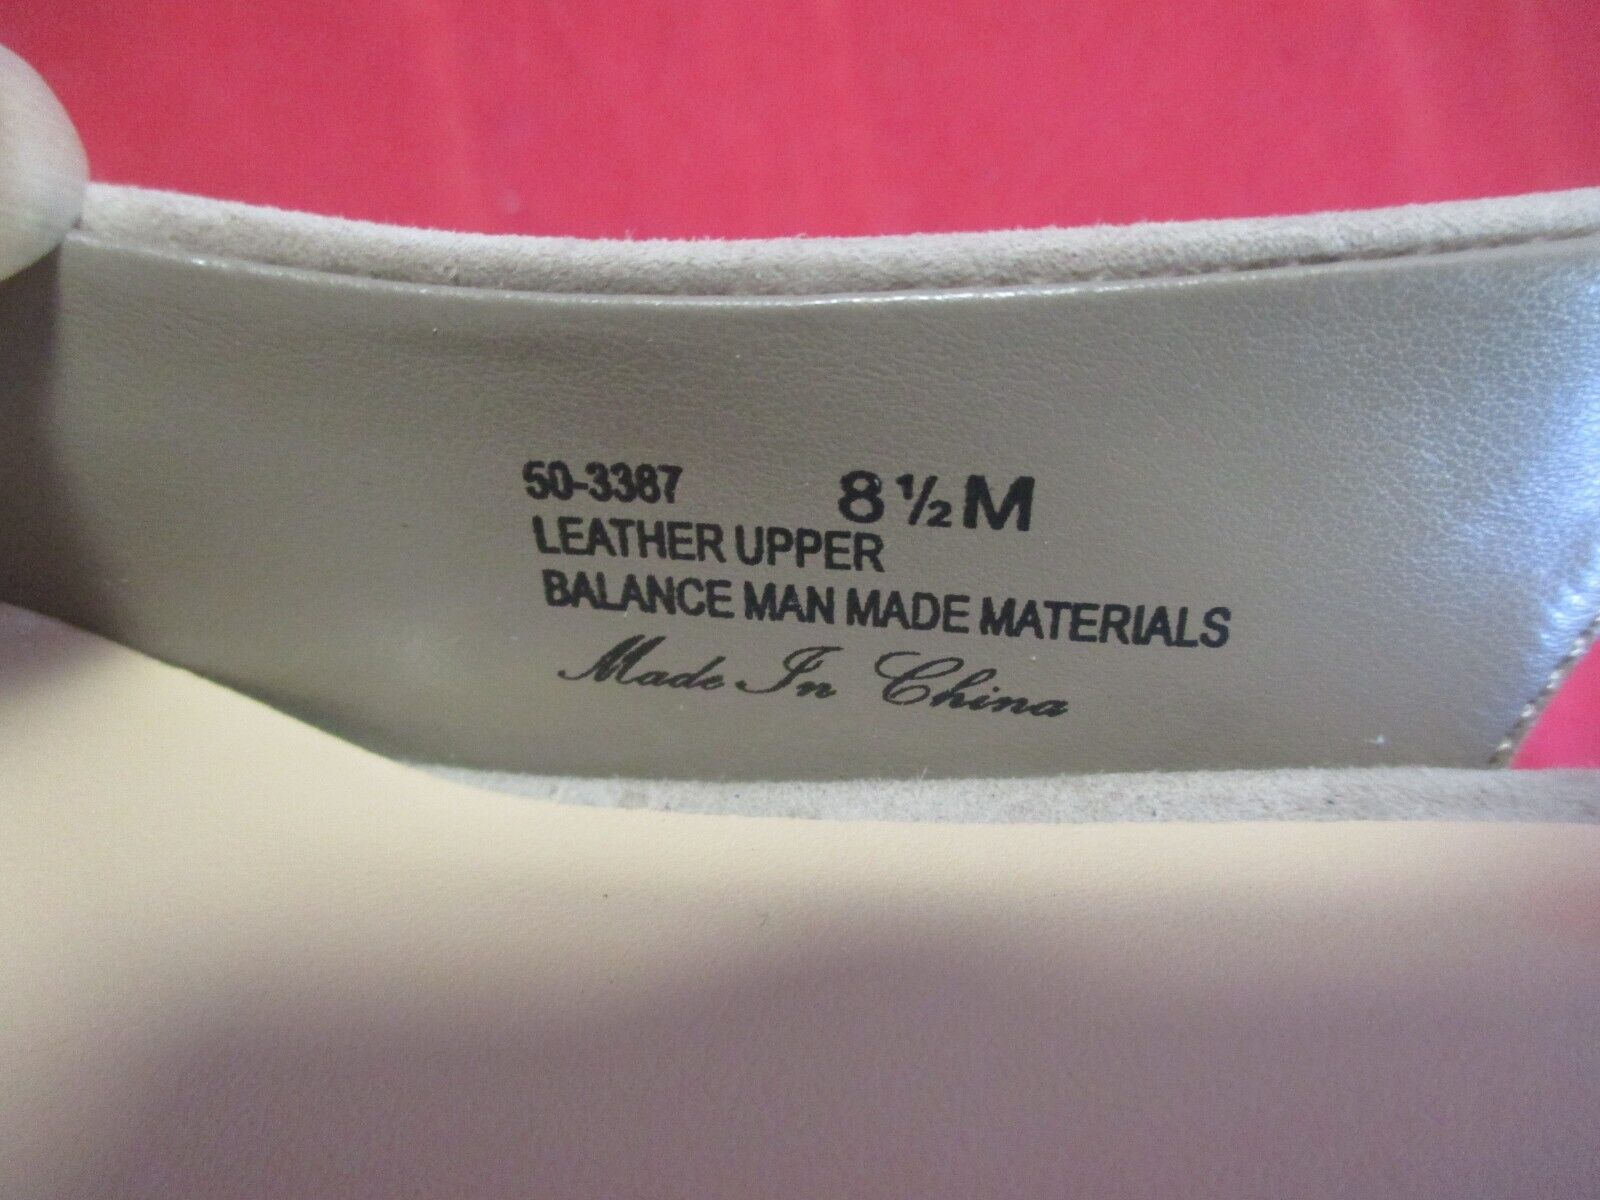 50-3387 8 ½ M
LEATHER UPPER
BALANCE MAN MADE MATERIALS
Made In China